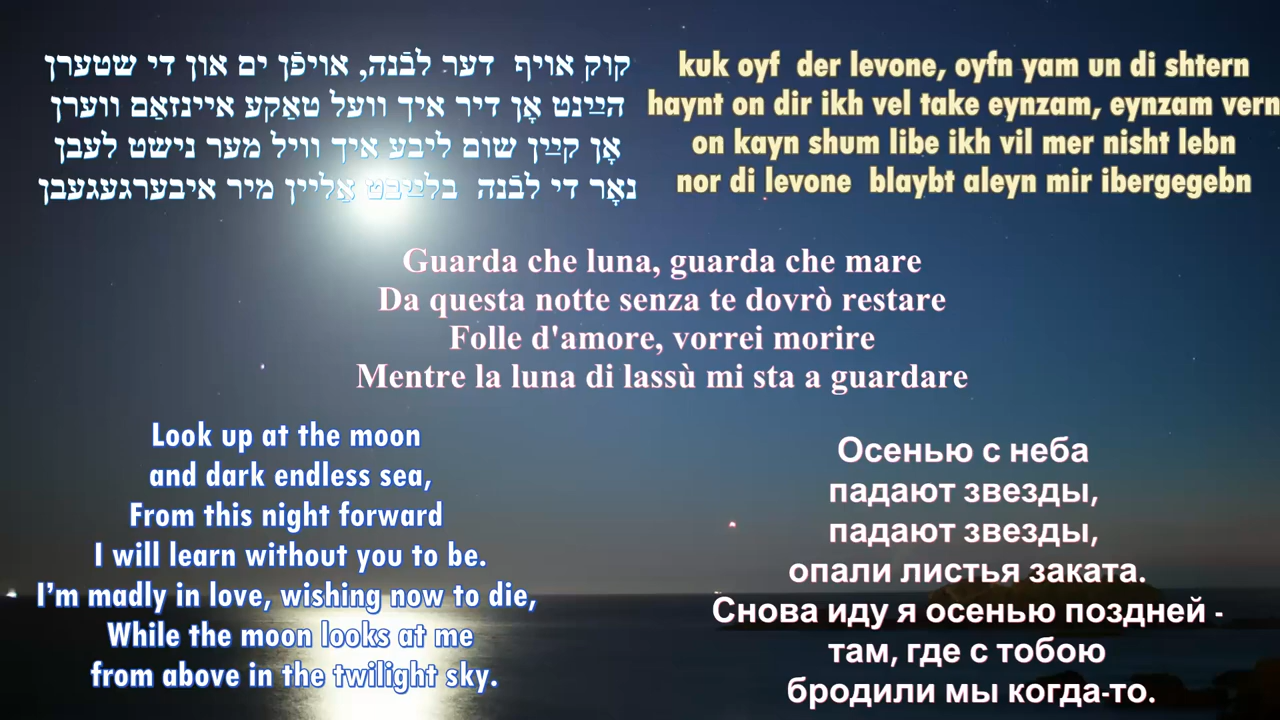 קוק אויף דער לבֿנה, אויפֿן ים און די שטערן
הײַנט אָן דיר איך וועל טאַקע איינזאַם ווערן
אָן קײַין שום ליבע איך וויל מער נישט לעבן
נאָר די לבֿנה בלײַיבט אַליין מיר איבערגעגעבן
kuk oyf der levone, oyfn yam un di shtern
haynt on dir ikh vel take eynzam, eynzam vern
on kayn shum libe ikh vil mer nisht lebn
nor di levone blaybt aleyn mir ibergegebn
Guarda che luna, guarda che mare
Da questa notte senza te dovrò restare
Folle d'amore, vorrei morire
Mentre la luna di lassù mi sta a guardare
Look up at the moon
and dark endless sea,
From this night forward
I will learn without you to be.
I’m madly in love, wishing now to die,
While the moon looks at me
from above in the twilight sky.
Осенью с неба
падают звезды,
падают звезды,
опали листья заката.
Снова иду я осенью поздней -
там, где с тобою
бродили мы когда-то.